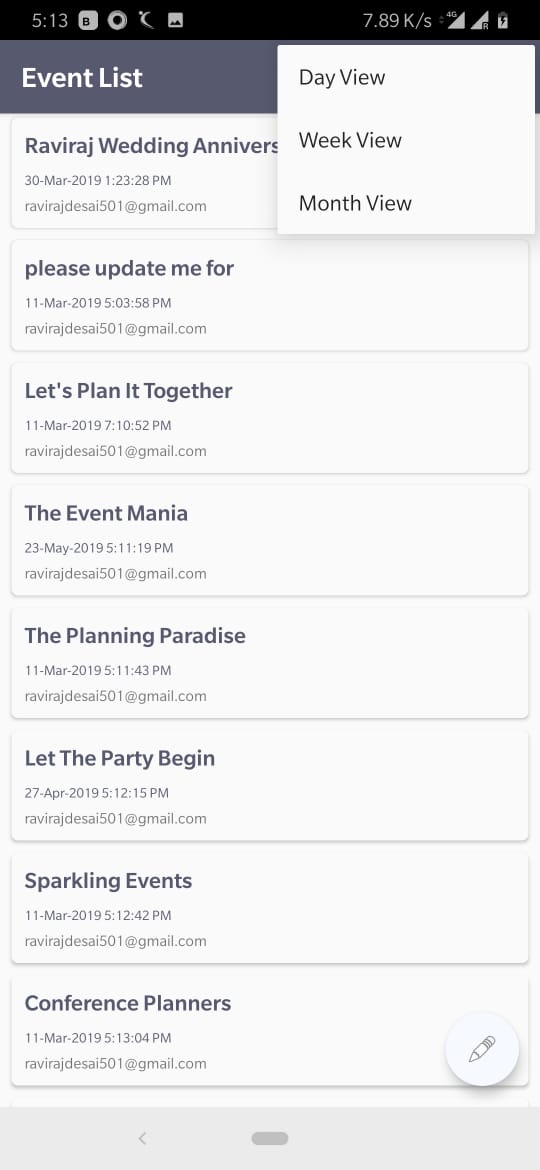 5:13
B
7.89 K/s
4G
R
Event List
Day View
Week View
Month View
Raviraj Wedding Annivers
30-Mar-2019 1:23:28 PM
ravirajdesai501@gmail.com
please update me for
11-Mar-2019 5:03:58 PM
ravirajdesai501@gmail.com
Let's Plan It Together
11-Mar-2019 7:10:52 PM
ravirajdesai501@gmail.com
The Event Mania
23-May-2019 5:11:19 PM
ravirajdesai501@gmail.com
The Planning Paradise
11-Mar-2019 5:11:43 PM
ravirajdesai501@gmail.com
Let The Party Begin
27-Apr-2019 5:12:15 PM
ravirajdesai501@gmail.com
Sparkling Events
11-Mar-2019 5:12:42 PM
ravirajdesai501@gmail.com
Conference Planners
11-Mar-2019 5:13:04 PM
ravirajdesai501@gmail.com